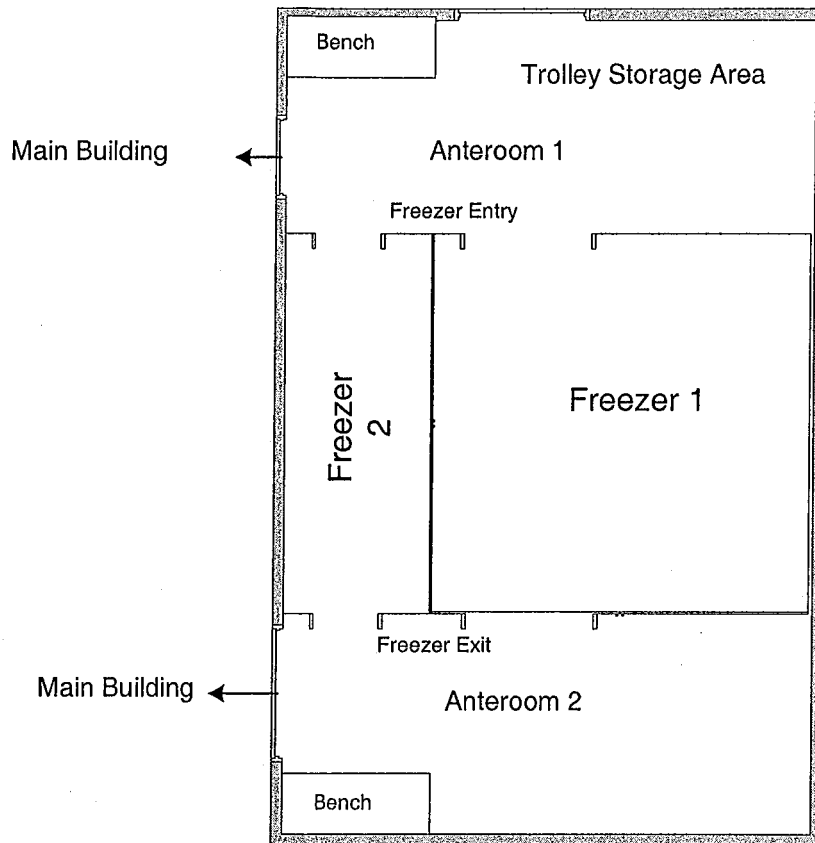 Bench
Trolley Storage Area
Main Building
Anteroom 1
Freezer Entry
Freezer
2
Freezer 1
Freezer Exit
Main Building
Anteroom 2
Bench